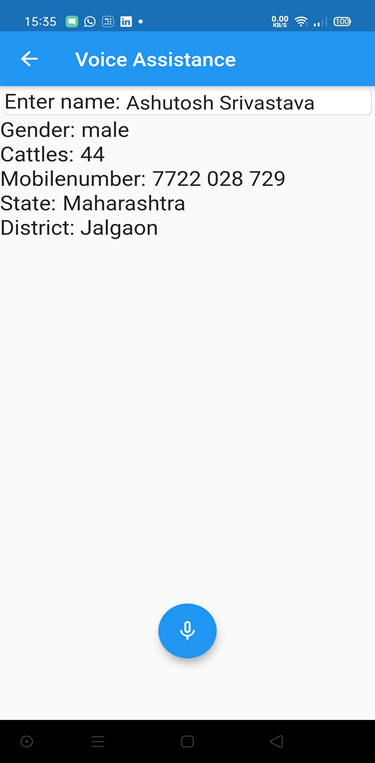 15:35
0.00
KB/S
100
Voice Assistance
Enter name: Ashutosh Srivastava
Gender: male
Cattles: 44
Mobilenumber: 7722 028 729
State: Maharashtra
District: Jalgaon